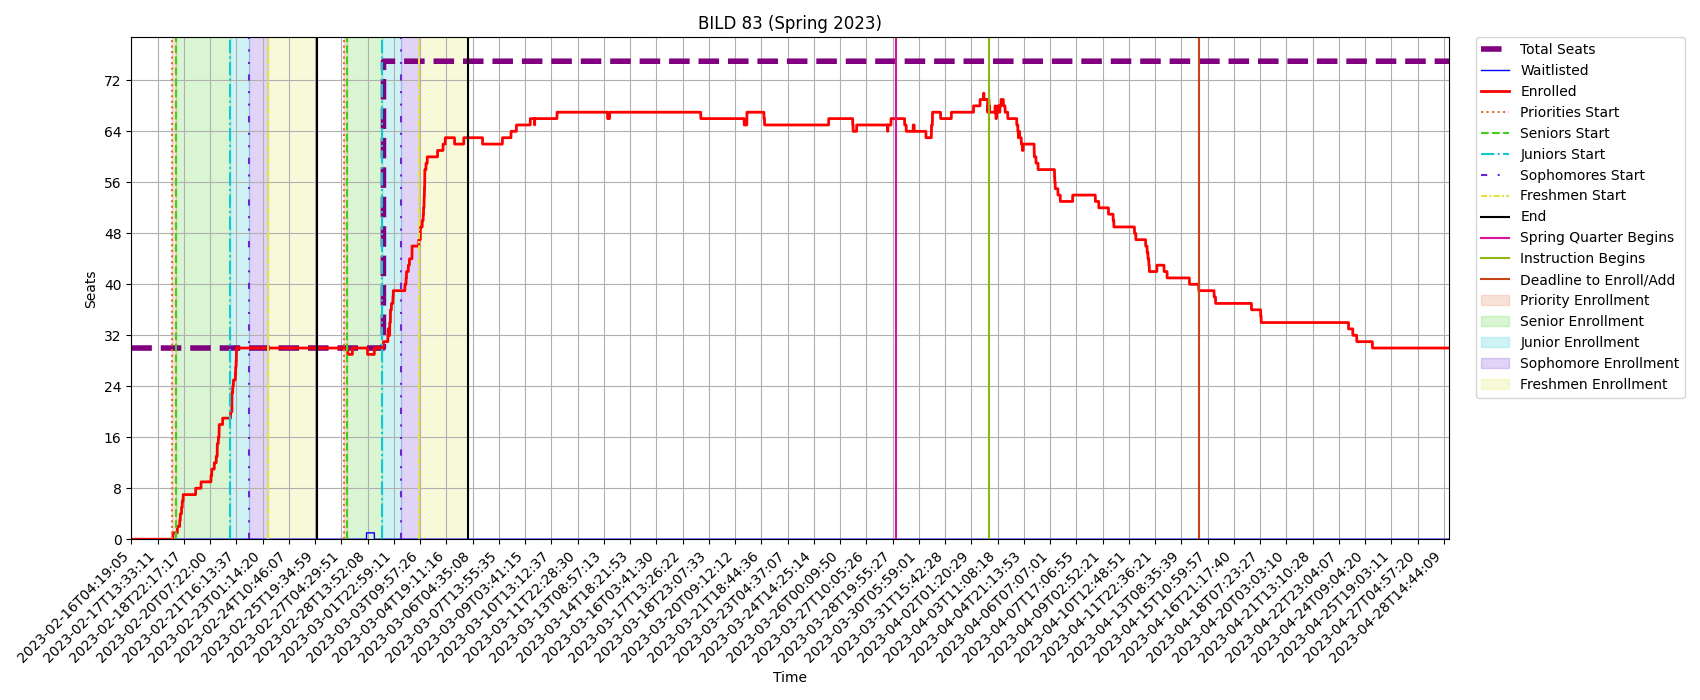 BILD 83 (Spring 2023)
Seats
72
64
56
48
40
32
24
16
8
0
2023-02-16T04:19:05
2023-02-17T13:33:11
2023-02-18T22:17:17
2023-02-20T07:22:00
2023-02-21T16:13:37
2023-02-23T01:14:20
2023-02-24T10:46:07
2023-02-25T19:34:59
2023-02-27T04:29:51
2023-02-28T13:52:08
2023-03-01T22:59:11
2023-03-03T09:57:26
2023-03-04T19:11:16
2023-03-06T04:35:08
2023-03-07T13:55:35
2023-03-09T03:41:15
2023-03-10T13:12:37
2023-03-11T22:28:30
2023-03-13T08:57:13
2023-03-14T18:21:53
2023-03-16T03:41:30
2023-03-17T13:26:22
2023-03-18T23:07:33
2023-03-20T09:12:12
2023-03-21T18:44:36
2023-03-23T04:37:07
2023-03-24T14:25:14
2023-03-26T00:09:50
2023-03-27T10:05:26
2023-03-28T19:55:27
2023-03-30T05:59:01
2023-03-31T15:42:28
2023-04-02T01:20:29
2023-04-03T11:08:18
2023-04-04T21:13:53
2023-04-06T07:07:01
2023-04-07T17:06:55
2023-04-09T02:52:21
2023-04-10T12:48:51
2023-04-11T22:36:21
2023-04-13T08:35:39
2023-04-15T10:59:57
2023-04-16T21:17:40
2023-04-18T07:23:27
2023-04-20T03:03:10
2023-04-21T13:10:28
2023-04-22T23:04:07
2023-04-24T09:04:20
2023-04-25T19:03:11
2023-04-27T04:57:20
2023-04-28T14:44:09
Time
Total Seats
Waitlisted
Enrolled
Priorities Start
Seniors Start
Juniors Start
Sophomores Start
Freshmen Start
End
Spring Quarter Begins
Instruction Begins
Deadline to Enroll/Add
Priority Enrollment
Senior Enrollment
Junior Enrollment
Sophomore Enrollment
Freshmen Enrollment